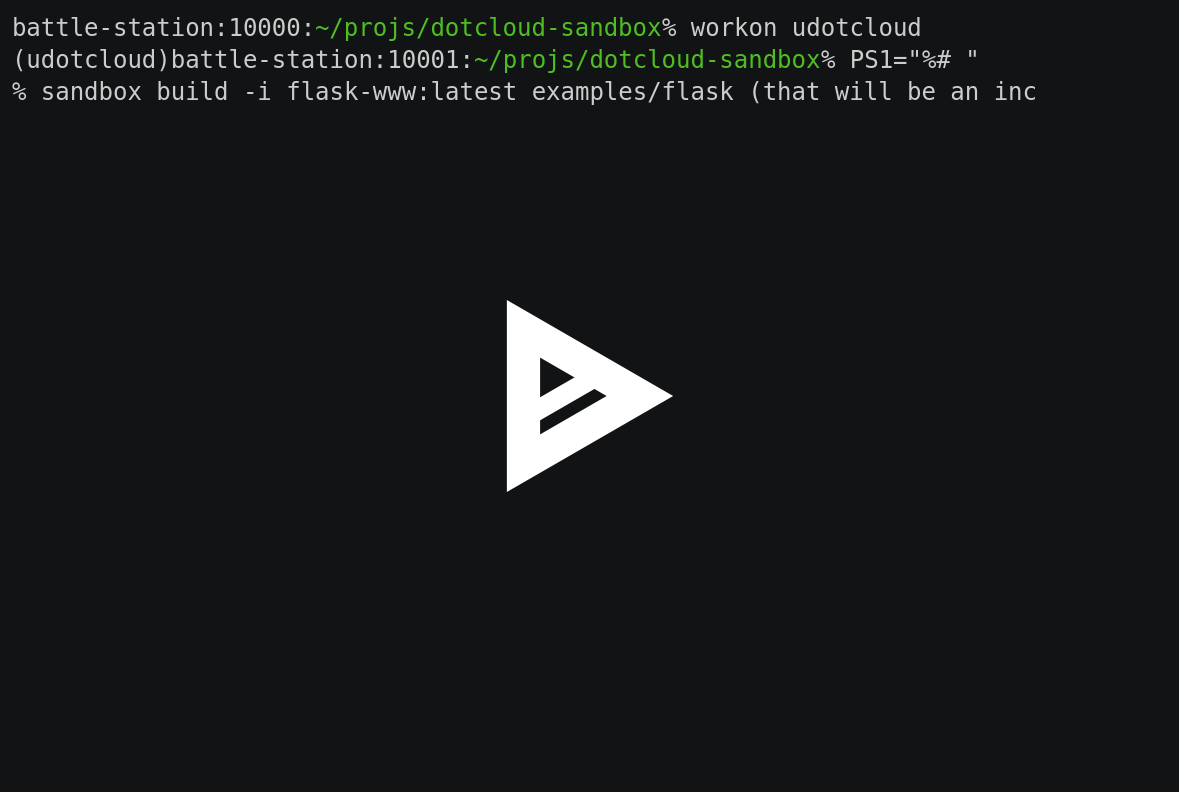 battle-station:10000:~/projs/dotcloud-sandbox% workon udotcloud
(udotcloud)battle-station:10001:~/projs/dotcloud-sandbox% PS1="%# "
% sandbox build -i flask-www:latest examples/flask (that will be an inc